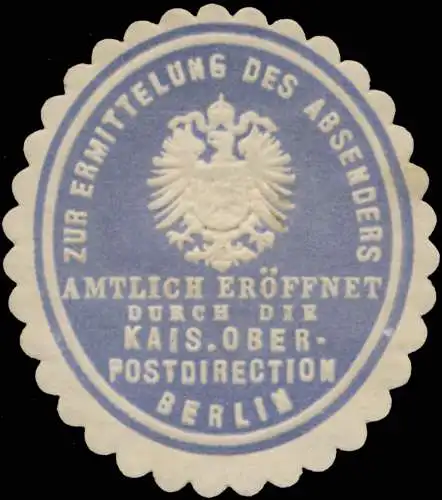 ZUR ERMITTELUNG DES ABSENDERS
AMTLICH ERÖFFNET
DURCH DIE
KAIS. OBER-
POSTDIRECTION
BERLIN